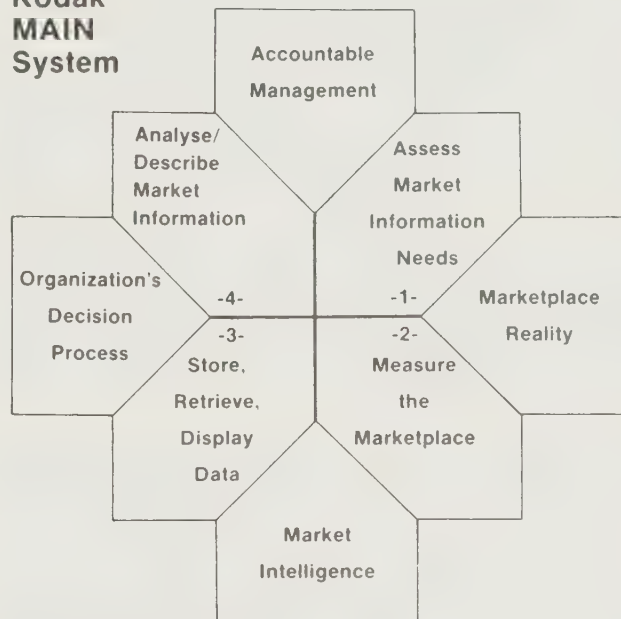 Kodak
MAIN
System
Accountable
Management
Analyse/
Describe
Market
Information
Assess
Market
Information
Needs
Organization's
Decision
Process
-4-
-1-
Marketplace
Reality
-3-
Store,
Retrieve,
Display
Data
-2-
Measure
the
Marketplace
Market
Intelligence